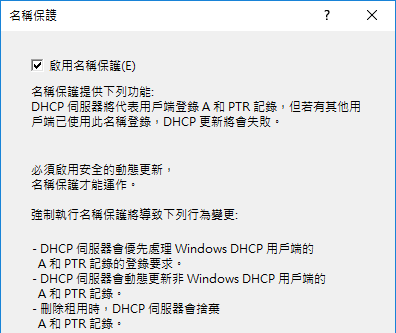 名稱保護
啟用名稱保護(E)
名稱保護提供下列功能:
DHCP 伺服器將代表用戶端登錄 A 和 PTR 記錄，但若有其他用
戶端已使用此名稱登錄，DHCP 更新將會失敗。
必須啟用安全的動態更新，
名稱保護才能運作。
強制執行名稱保護將導致下列行為變更:
- DHCP 伺服器會優先處理 Windows DHCP 用戶端的
A 和 PTR 記錄的登錄要求。
- DHCP 伺服器會動態更新非 Windows DHCP 用戶端的
A 和 PTR 記錄。
- 刪除租用時，DHCP 伺服器會捨棄
A 和 PTR 記錄。